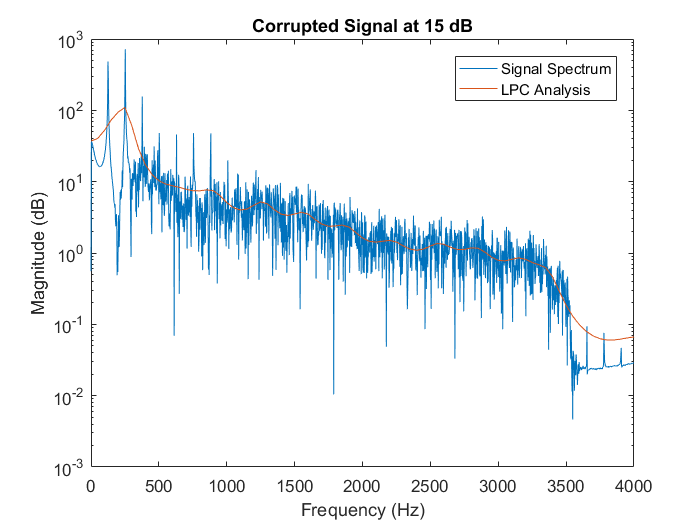 Corrupted Signal at 15 dB
Signal Spectrum
LPC Analysis
Magnitude (dB)
10^3
10^2
10^1
10^0
10^-1
10^-2
10^-3
0 500 1000 1500 2000 2500 3000 3500 4000
Frequency (Hz)